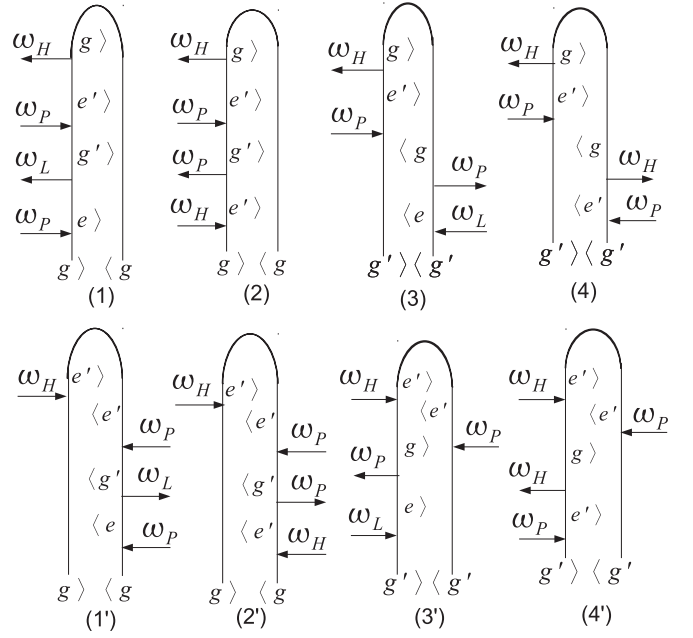 ω_H g⟩
ω_P e'⟩
ω_L g'⟩
ω_P e⟩
g⟩⟨g
(1)
ω_H g⟩
ω_P e'⟩
ω_P g'⟩
ω_H e'⟩
g⟩⟨g
(2)
ω_H g⟩
ω_P e'⟩
⟨g ω_P
⟨e ω_L
g'⟩⟨g'
(3)
ω_H g⟩
ω_P e'⟩
⟨g ω_H
⟨e' ω_P
g'⟩⟨g'
(4)
ω_H e'⟩
⟨e' ω_P
⟨g' ω_L
⟨e ω_P
g⟩⟨g
(1')
ω_H e'⟩
⟨e' ω_P
⟨g' ω_P
⟨e' ω_H
g⟩⟨g
(2')
ω_H e'⟩
⟨e' ω_P
ω_P g⟩
ω_L e⟩
g'⟩⟨g'
(3')
ω_H e'⟩
⟨e' ω_P
ω_H g⟩
ω_P e'⟩
g'⟩⟨g'
(4')